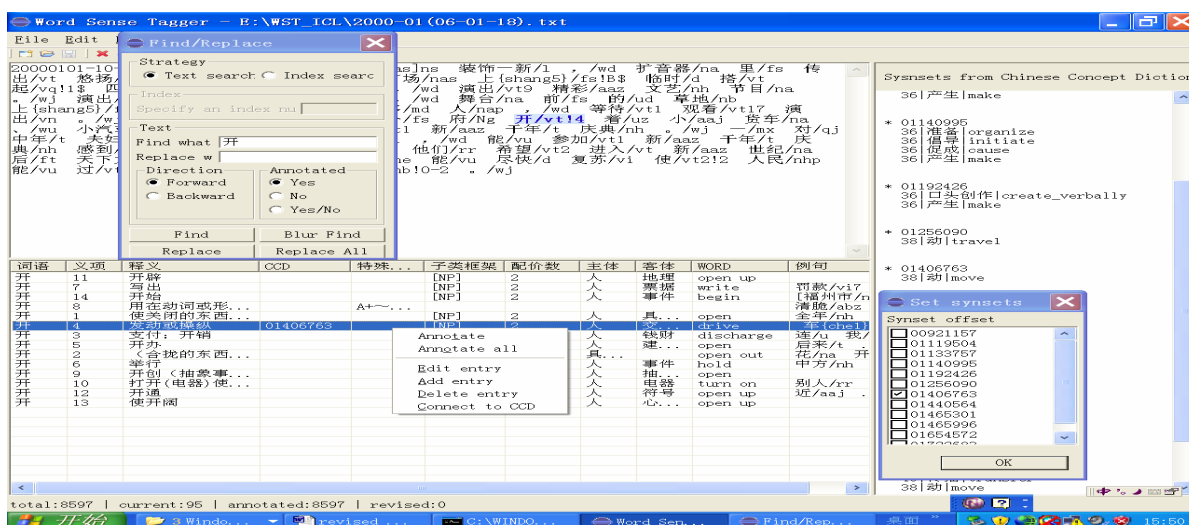 Word Sense Tagger - E:\WST_ICL\2000-01(06-01-18).txt
File Edit
Find/Replace
Strategy
Text search Index searc
Index
Specify an index nu
Text
Find what 开
Replace w
Direction Annotated
Forward Yes
Backward No
Yes/No
Find Blur Find
Replace Replace All
20000101-10- as]ns 装饰一新/l ，/wd 扩音器/na 里/fs 传
出/vt 悠扬 场/nas 上{shang5}/fs!B$ 临时/d 搭/vt
起/vq!1$ 四 /wd 演出/vt9 精彩/aaz 文艺/nh 节目/na
。/wj 演出 /wd 舞台/na 前/fs 的/ud 草地/nb
上{shang5}/f /md 人/nap ，/wd 等待/vt1 观看/vt17 演
出/vn 。/w /fs 府/Ng 开/vt!4 着/uz 小/aaj 货车/na
、/wu 小汽 t1 新/aaz 千年/t 庆典/nh 。/wj 一/mx 对/qj
中年/t 夫妇 ，/wd 能/vu 参加/vt1 新/aaz 千年/t 庆
典/nh 感到 他们/rr 希望/vt2 进入/vt 新/aaz 世纪/na
后/ft 天下 ne 能/vu 尽快/d 复苏/vi 使/vt2!2 人民/nhp
能/vu 过/v nb!0-2 。/wj
词语 义项 释义 CCD 特殊... 子类框架 配价数 主体 客体 WORD 例句
开 11 开辟 [NP] 2 人 地理 open up
开 7 写出 [NP] 2 人 票据 write 罚款/vi7
开 14 开始 [NP] 2 人 事件 begin [福州市/n
开 8 用在动词或形... A+～... 清脆/abz
开 1 使关闭的东西... [NP] 2 人 具... open 全年/nh
开 4 发动或操纵 01406763 [NP] 2 人 交... drive 车{che1}
开 3 支付；开销 人 钱财 discharge 连/u 我/
开 5 开办 人 建... open 后来/t .
开 2 （合拢的东西... 具... open out 花/na 开
开 6 举行 人 事件 hold 中方/nh
开 9 开创（抽象事... 人 抽... open
开 10 打开(电器)使... 人 电器 turn on 别人/rr
开 12 开通 人 符号 open up 近/aaj .
开 13 使开阔 人 心... open up
Annotate
Annotate all
Edit entry
Add entry
Delete entry
Connect to CCD
Sysnsets from Chinese Concept Diction
36|产生|make
* 01140995
36|准备|organize
36|倡导|initiate
36|促成|cause
36|产生|make
* 01192426
36|口头创作|create_verbally
36|产生|make
* 01256090
38|动|travel
* 01406763
38|动|move
Set synsets
Synset offset
00921157
01119504
01133757
01140995
01192426
01256090
01406763
01440564
01465301
01465996
01654572
OK
38|动|move
total:8597 | current:95 | annotated:8597 | revised:0
开始 3 Windo... revised ... C:\WINDO... Word Sen... Find/Rep... 桌面 15:50